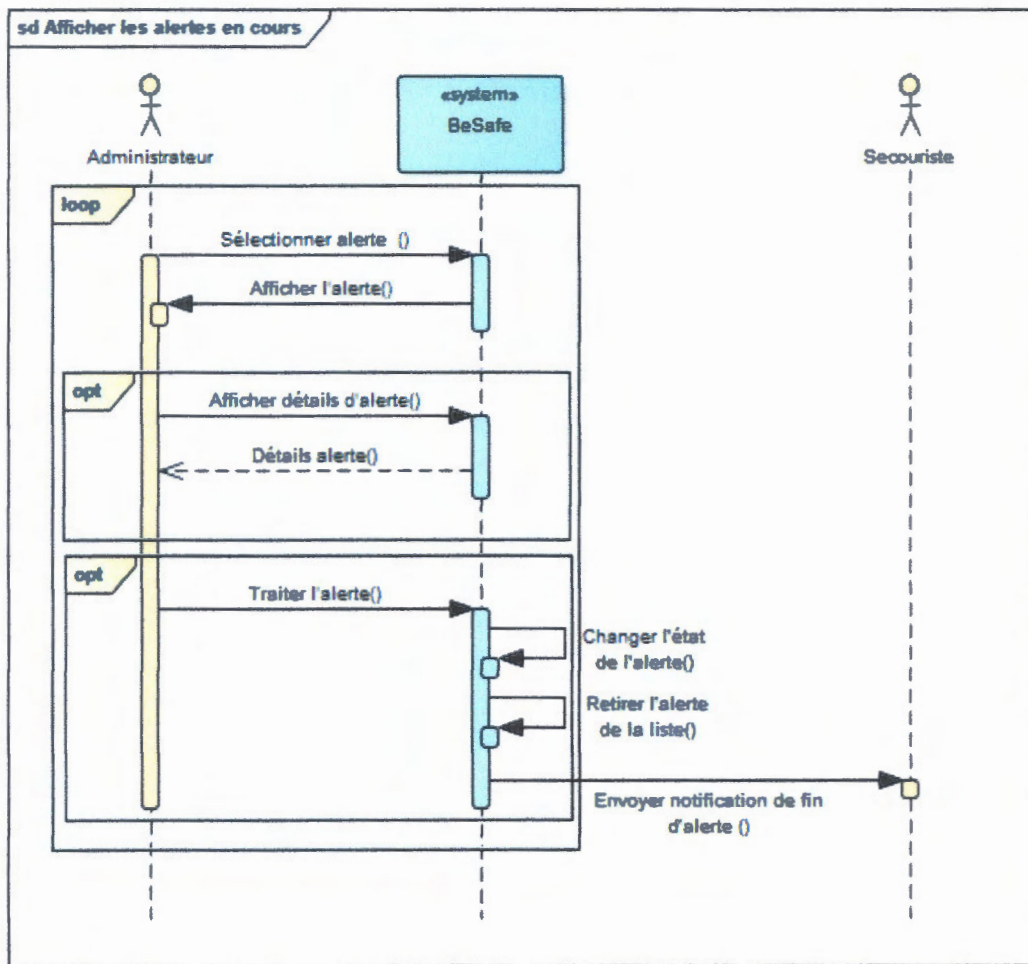 sd Afficher les alertes en cours
«system»
BeSafe
Administrateur
Secouriste
loop
Sélectionner alerte ()
Afficher l'alerte()
opt
Afficher détails d'alerte()
Détails alerte()
opt
Traiter l'alerte()
Changer l'état
de l'alerte()
Retirer l'alerte
de la liste()
Envoyer notification de fin
d'alerte ()